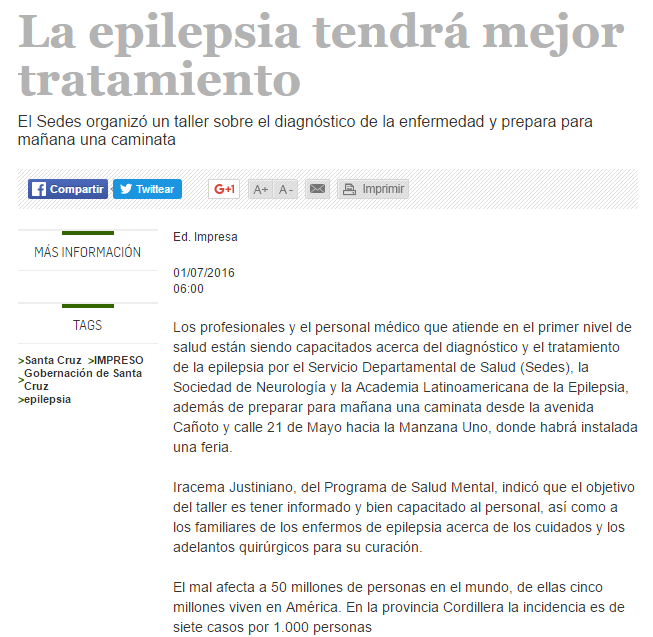 La epilepsia tendrá mejor
tratamiento
El Sedes organizó un taller sobre el diagnóstico de la enfermedad y prepara para
mañana una caminata
Compartir Twittear G+1 A+ A- Imprimir
MÁS INFORMACIÓN
TAGS
>Santa Cruz >IMPRESO
>Gobernación de Santa
Cruz
>epilepsia
Ed. Impresa
01/07/2016
06:00
Los profesionales y el personal médico que atiende en el primer nivel de
salud están siendo capacitados acerca del diagnóstico y el tratamiento
de la epilepsia por el Servicio Departamental de Salud (Sedes), la
Sociedad de Neurología y la Academia Latinoamericana de la Epilepsia,
además de preparar para mañana una caminata desde la avenida
Cañoto y calle 21 de Mayo hacia la Manzana Uno, donde habrá instalada
una feria.
Iracema Justiniano, del Programa de Salud Mental, indicó que el objetivo
del taller es tener informado y bien capacitado al personal, así como a
los familiares de los enfermos de epilepsia acerca de los cuidados y los
adelantos quirúrgicos para su curación.
El mal afecta a 50 millones de personas en el mundo, de ellas cinco
millones viven en América. En la provincia Cordillera la incidencia es de
siete casos por 1.000 personas